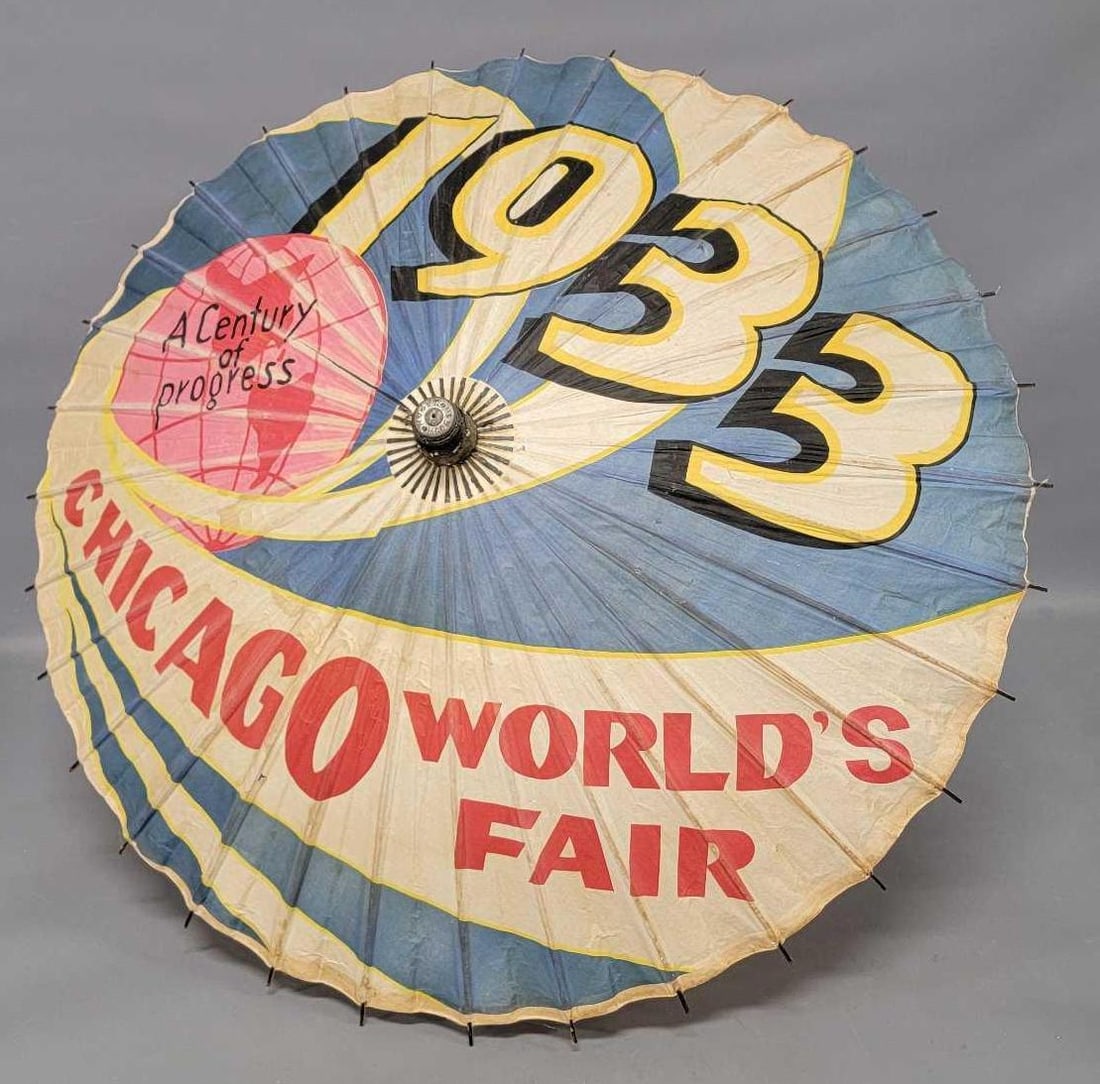 1933
A Century
of
progress
CHICAGO WORLD'S
FAIR